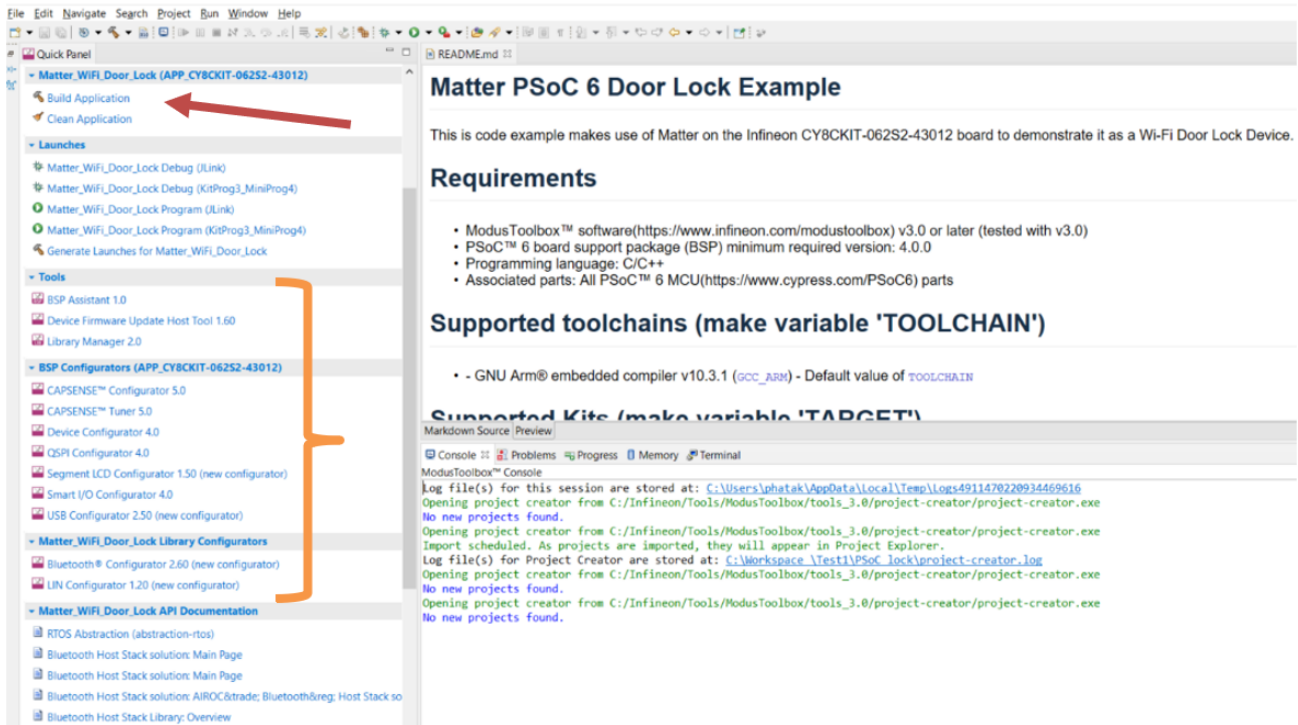 File Edit Navigate Search Project Run Window Help
Quick Panel
Matter_WiFi_Door_Lock (APP_CY8CKIT-062S2-43012)
Build Application
Clean Application
Launches
Matter_WiFi_Door_Lock Debug (JLink)
Matter_WiFi_Door_Lock Debug (KitProg3_MiniProg4)
Matter_WiFi_Door_Lock Program (JLink)
Matter_WiFi_Door_Lock Program (KitProg3_MiniProg4)
Generate Launches for Matter_WiFi_Door_Lock
Tools
BSP Assistant 1.0
Device Firmware Update Host Tool 1.60
Library Manager 2.0
BSP Configurators (APP_CY8CKIT-062S2-43012)
CAPSENSE™ Configurator 5.0
CAPSENSE™ Tuner 5.0
Device Configurator 4.0
QSPI Configurator 4.0
Segment LCD Configurator 1.50 (new configurator)
Smart I/O Configurator 4.0
USB Configurator 2.50 (new configurator)
Matter_WiFi_Door_Lock Library Configurators
Bluetooth® Configurator 2.60 (new configurator)
LIN Configurator 1.20 (new configurator)
Matter_WiFi_Door_Lock API Documentation
RTOS Abstraction (abstraction-rtos)
Bluetooth Host Stack solution: Main Page
Bluetooth Host Stack solution: Main Page
Bluetooth Host Stack solution: AIROC&trade; Bluetooth&reg; Host Stack so
Bluetooth Host Stack Library: Overview
README.md
Matter PSoC 6 Door Lock Example
This is code example makes use of Matter on the Infineon CY8CKIT-062S2-43012 board to demonstrate it as a Wi-Fi Door Lock Device.
Requirements
• ModusToolbox™ software(https://www.infineon.com/modustoolbox) v3.0 or later (tested with v3.0)
• PSoC™ 6 board support package (BSP) minimum required version: 4.0.0
• Programming language: C/C++
• Associated parts: All PSoC™ 6 MCU(https://www.cypress.com/PSoC6) parts
Supported toolchains (make variable 'TOOLCHAIN')
• - GNU Arm® embedded compiler v10.3.1 (GCC_ARM) - Default value of TOOLCHAIN
Supported Kits (make variable 'TARGET')
Markdown Source Preview
Console Problems Progress Memory Terminal
ModusToolbox™ Console
Log file(s) for this session are stored at: C:\Users\phatak\AppData\Local\Temp\Logs4911470220934469616
Opening project creator from C:/Infineon/Tools/ModusToolbox/tools_3.0/project-creator/project-creator.exe
No new projects found.
Opening project creator from C:/Infineon/Tools/ModusToolbox/tools_3.0/project-creator/project-creator.exe
Import scheduled. As projects are imported, they will appear in Project Explorer.
Log file(s) for Project Creator are stored at: C:\Workspace \Test1\PSoC lock\project-creator.log
Opening project creator from C:/Infineon/Tools/ModusToolbox/tools_3.0/project-creator/project-creator.exe
No new projects found.
Opening project creator from C:/Infineon/Tools/ModusToolbox/tools_3.0/project-creator/project-creator.exe
No new projects found.